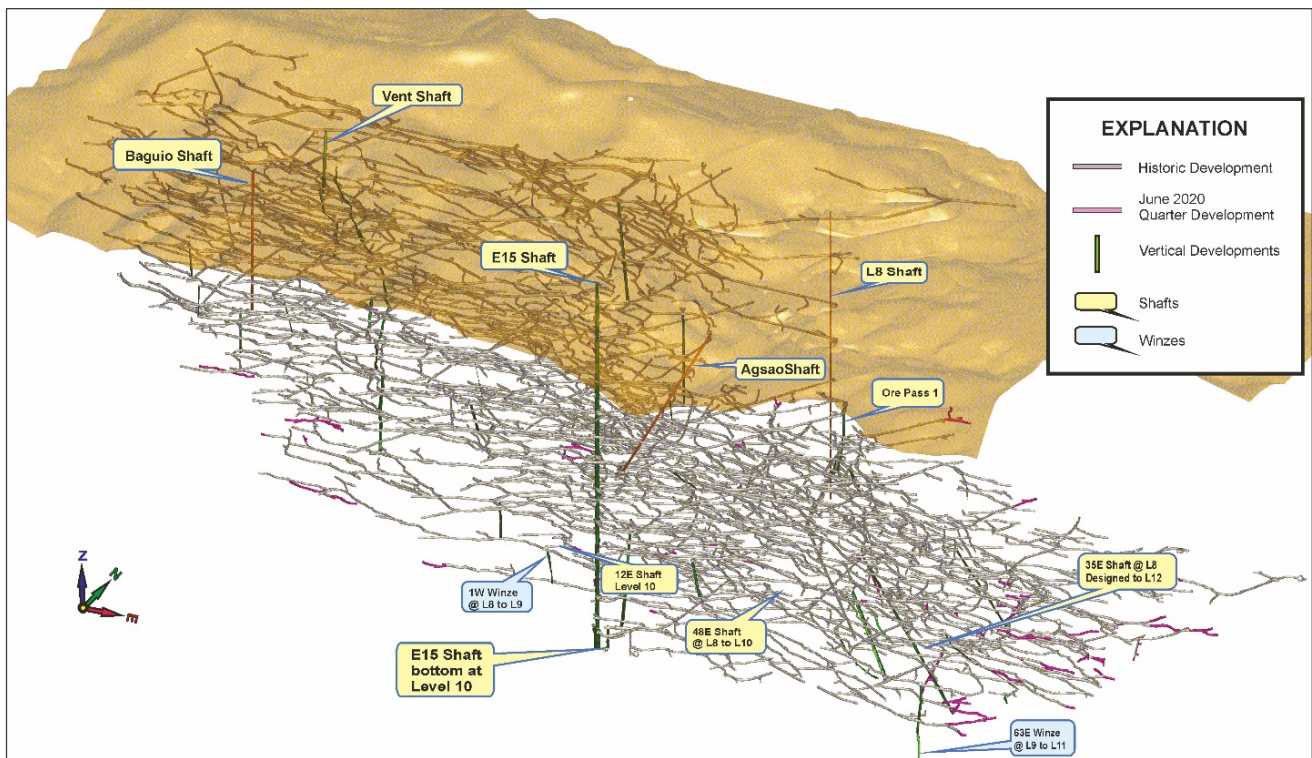 Vent Shaft
Baguio Shaft
E15 Shaft
L8 Shaft
AgsaoShaft
Ore Pass 1
35E Shaft @ L8
Designed to L12
12E Shaft
Level 10
1W Winze
@ L8 to L9
48E Shaft
@ L8 to L10
E15 Shaft
bottom at
Level 10
63E Winze
@ L9 to L11
Z
N
E
EXPLANATION
Historic Development
June 2020
Quarter Development
Vertical Developments
Shafts
Winzes